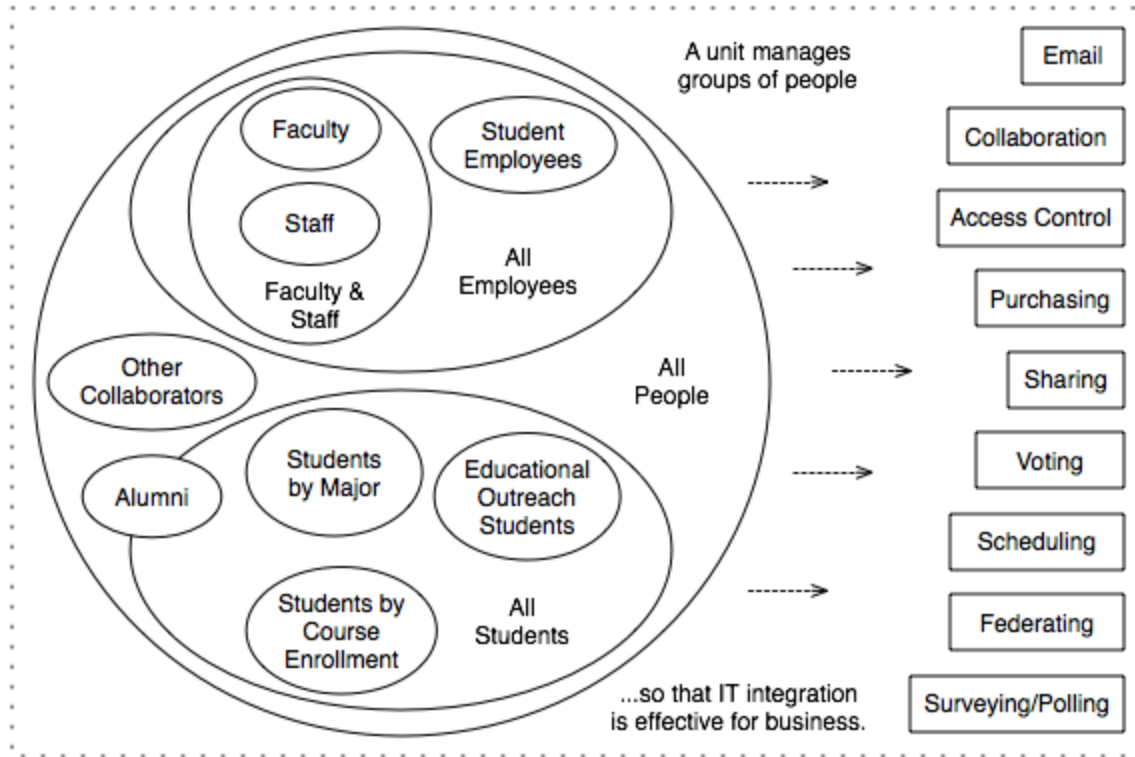 A unit manages
groups of people
Faculty
Staff
Faculty &
Staff
Student
Employees
All
Employees
Other
Collaborators
All
People
Alumni
Students
by Major
Educational
Outreach
Students
Students by
Course
Enrollment
All
Students
...so that IT integration
is effective for business.
Email
Collaboration
Access Control
Purchasing
Sharing
Voting
Scheduling
Federating
Surveying/Polling